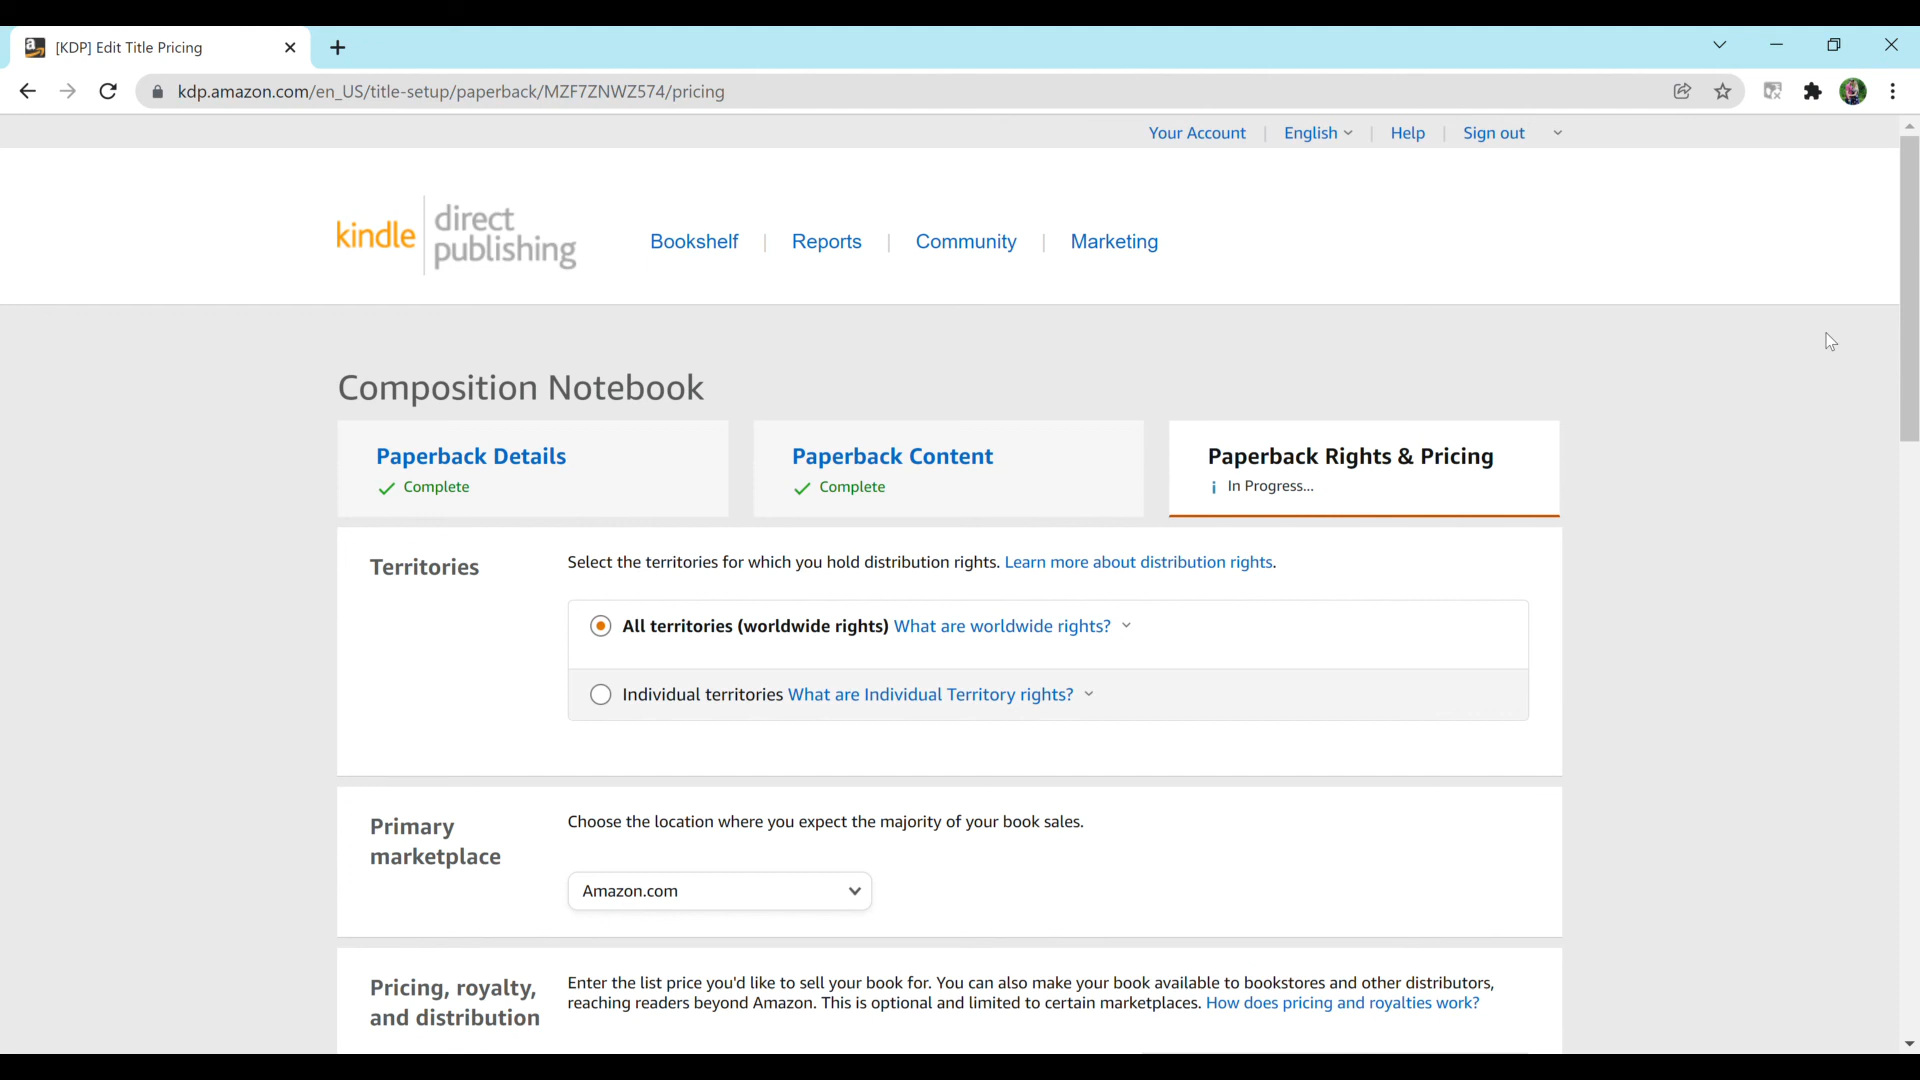 [KDP] Edit Title Pricing
kdp.amazon.com/en_US/title-setup/paperback/MZF7ZNWZ574/pricing
Your Account | English | Help | Sign out
kindle direct publishing
Bookshelf | Reports | Community | Marketing
Composition Notebook
Paperback Details
Complete
Paperback Content
Complete
Paperback Rights & Pricing
i In Progress...
Territories
Select the territories for which you hold distribution rights. Learn more about distribution rights.
All territories (worldwide rights) What are worldwide rights?
Individual territories What are Individual Territory rights?
Primary
marketplace
Choose the location where you expect the majority of your book sales.
Amazon.com
Pricing, royalty,
and distribution
Enter the list price you'd like to sell your book for. You can also make your book available to bookstores and other distributors,
reaching readers beyond Amazon. This is optional and limited to certain marketplaces. How does pricing and royalties work?